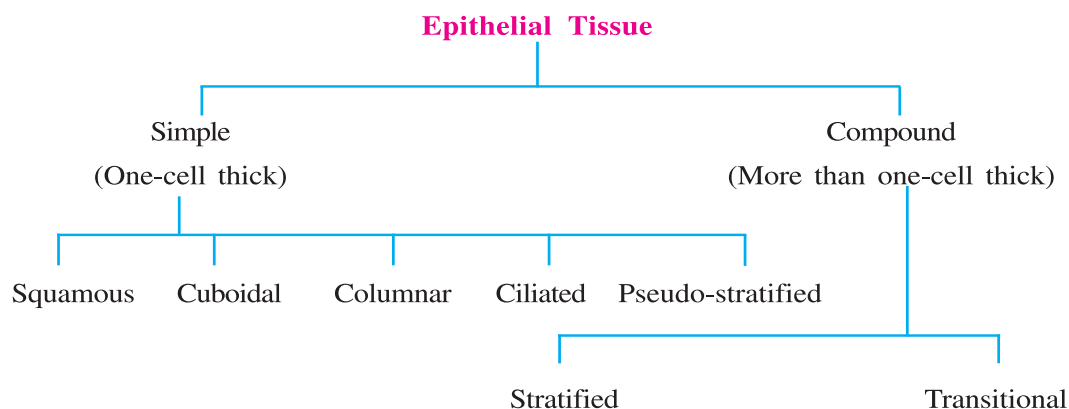 Epithelial Tissue
Simple
Compound
(One-cell thick)
(More than one-cell thick)
Squamous
Cuboidal
Columnar
Ciliated
Pseudo-stratified
Stratified
Transitional